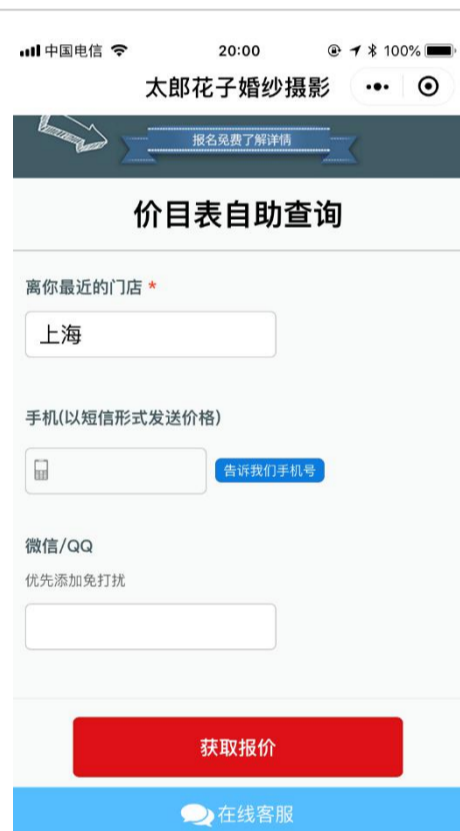 中国电信 20:00 100%
太郎花子婚纱摄影
报名免费了解详情
价目表自助查询
离你最近的门店 *
上海
手机(以短信形式发送价格)
告诉我们手机号
微信/QQ
优先添加免打扰
获取报价
在线客服